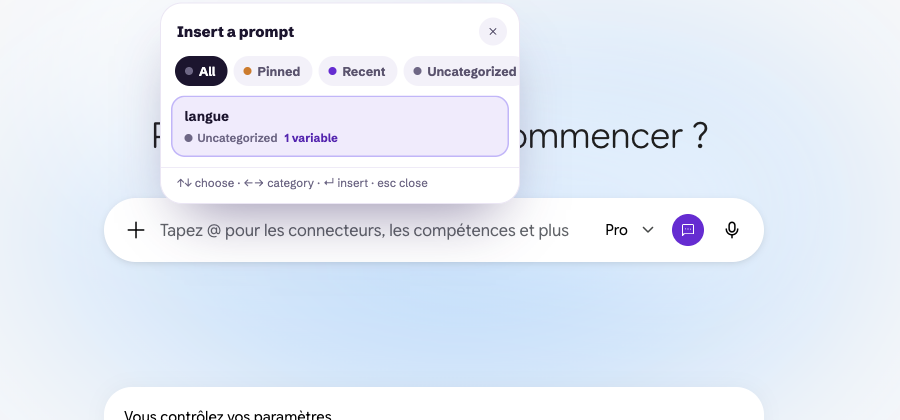 Insert a prompt
All
Pinned
Recent
Uncategorized
langue
Uncategorized 1 variable
↑↓ choose · ←→ category · ↵ insert · esc close
ommencer ?
Tapez @ pour les connecteurs, les compétences et plus
Pro
Vous contrôlez vos paramètres